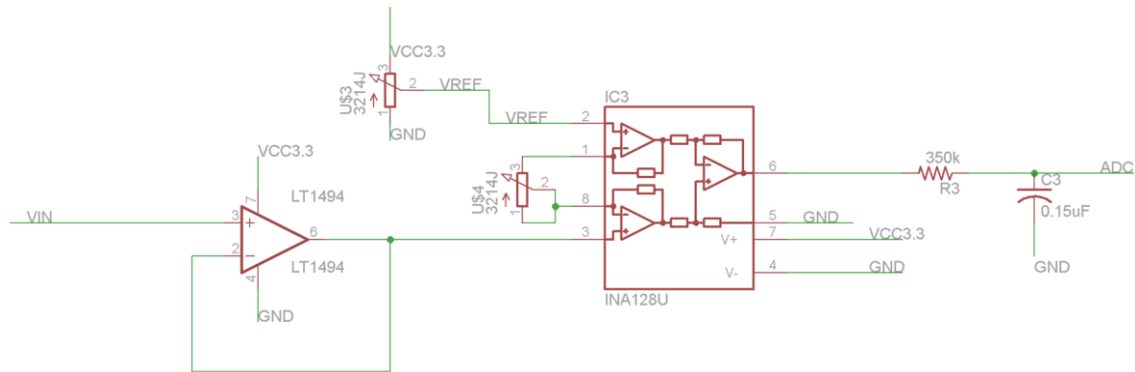 VCC3.3
3
2
1
U$3
3214J
VREF
GND
IC3
VREF
2
1
3
2
1
U$4
3214J
8
3
6
5
GND
V+
7
VCC3.3
V-
4
GND
INA128U
350k
R3
C3
0.15uF
ADC
GND
VCC3.3
7
LT1494
VIN
3
+
2
-
6
LT1494
4
GND